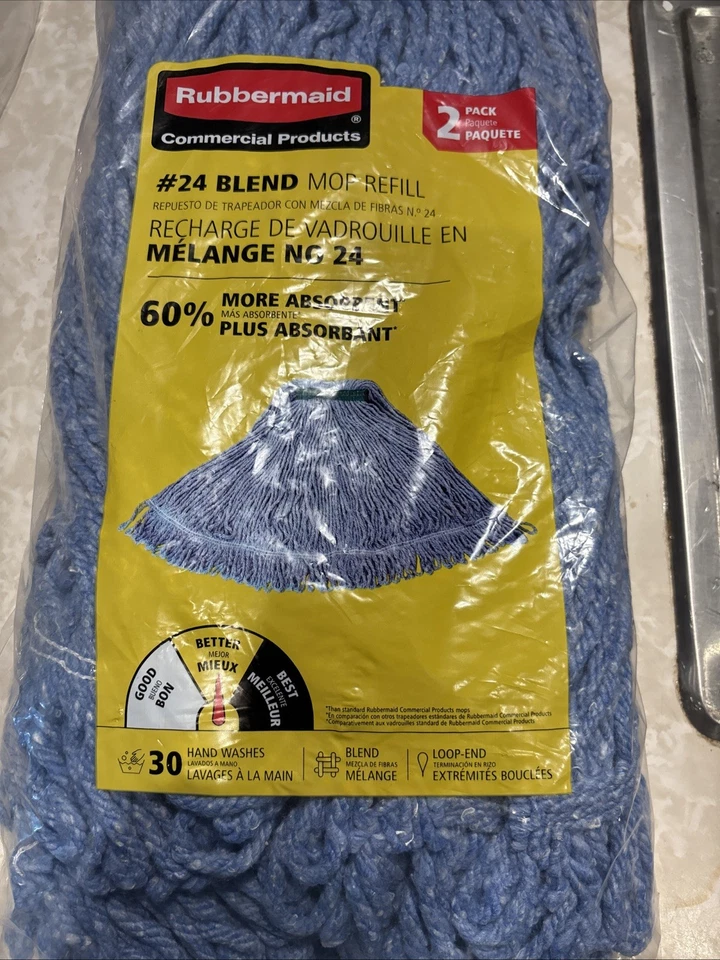 Rubbermaid
®
Commercial Products
2 PACK
Paquete
PAQUETE
#24 BLEND MOP REFILL
REPUESTO DE TRAPEADOR CON MEZCLA DE FIBRAS N.º 24
RECHARGE DE VADROUILLE EN
MÉLANGE NO 24
60% MORE ABSORBENT*
MÁS ABSORBENTE*
PLUS ABSORBANT*
GOOD
BUENO
BON
BETTER
MEJOR
MIEUX
BEST
EXCELENTE
MEILLEUR
*Than standard Rubbermaid Commercial Products mops
*En comparación con otros trapeadores estándares de Rubbermaid Commercial Products
*Comparativement aux vadrouilles standard de Rubbermaid Commercial Products
30 HAND WASHES
LAVADOS A MANO
LAVAGES À LA MAIN
BLEND
MEZCLA DE FIBRAS
MÉLANGE
LOOP-END
TERMINACIÓN EN RIZO
EXTRÉMITÉS BOUCLÉES